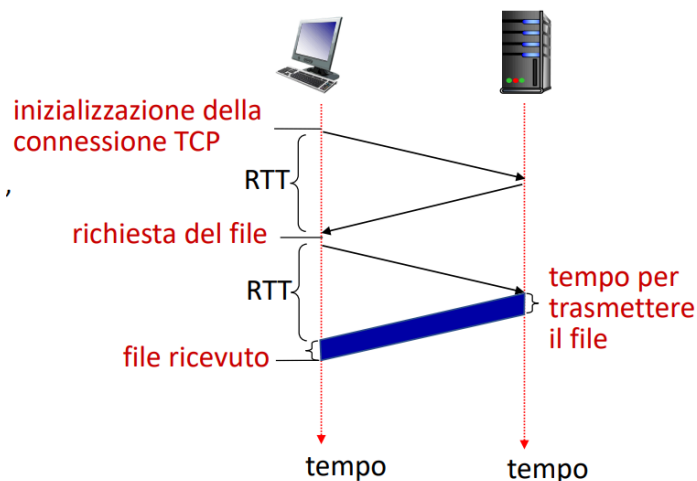 inizializzazione della
connessione TCP
,
RTT
richiesta del file
RTT
tempo per
trasmettere
il file
file ricevuto
tempo
tempo